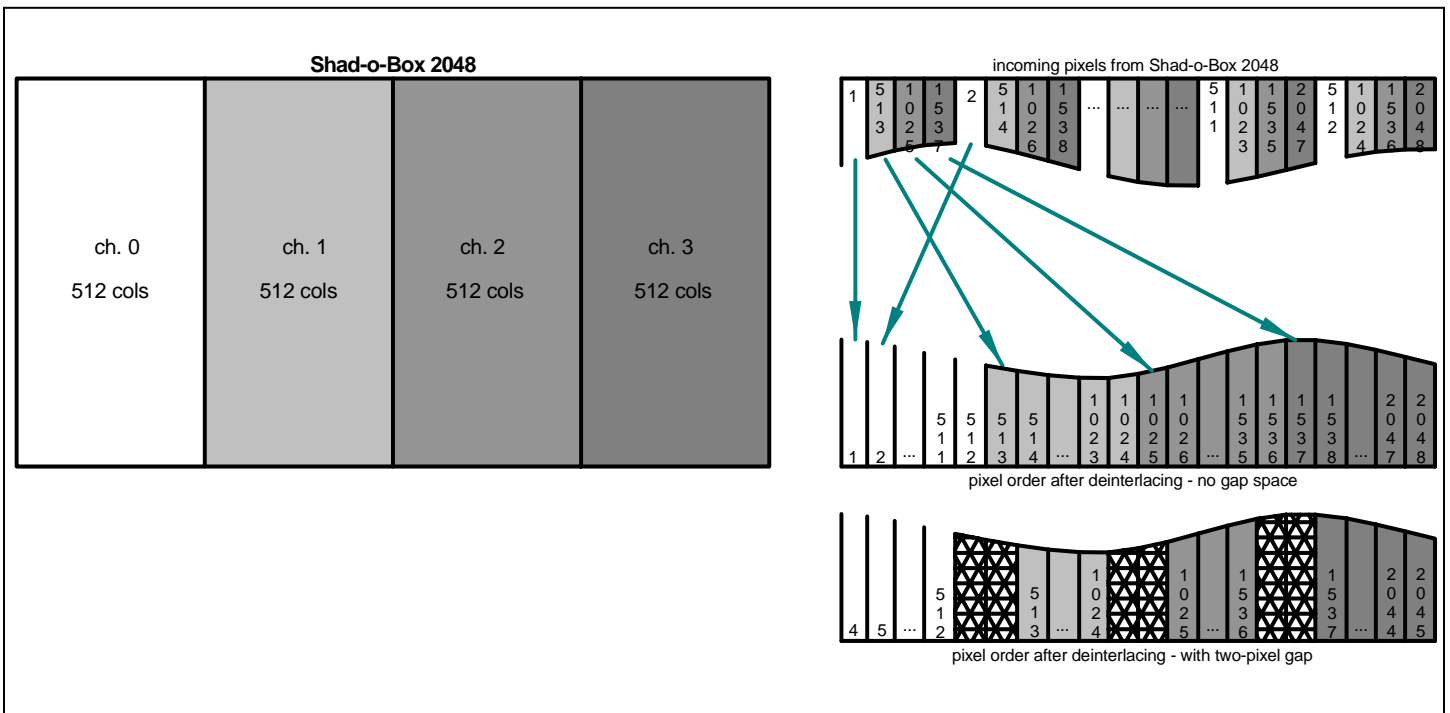 Shad-o-Box 2048
ch. 0
512 cols
ch. 1
512 cols
ch. 2
512 cols
ch. 3
512 cols
incoming pixels from Shad-o-Box 2048
1 513 1025 1537 2 514 1026 1538 ... ... ... ... 511 1023 1535 2047 512 1024 1536 2048
1 2 ... 511 512 513 514 ... 1023 1024 1025 1026 ... 1535 1536 1537 1538 ... 2047 2048
pixel order after deinterlacing - no gap space
4 5 ... 512 513 ... 1024 1025 ... 1536 1537 ... 2044 2045
pixel order after deinterlacing - with two-pixel gap